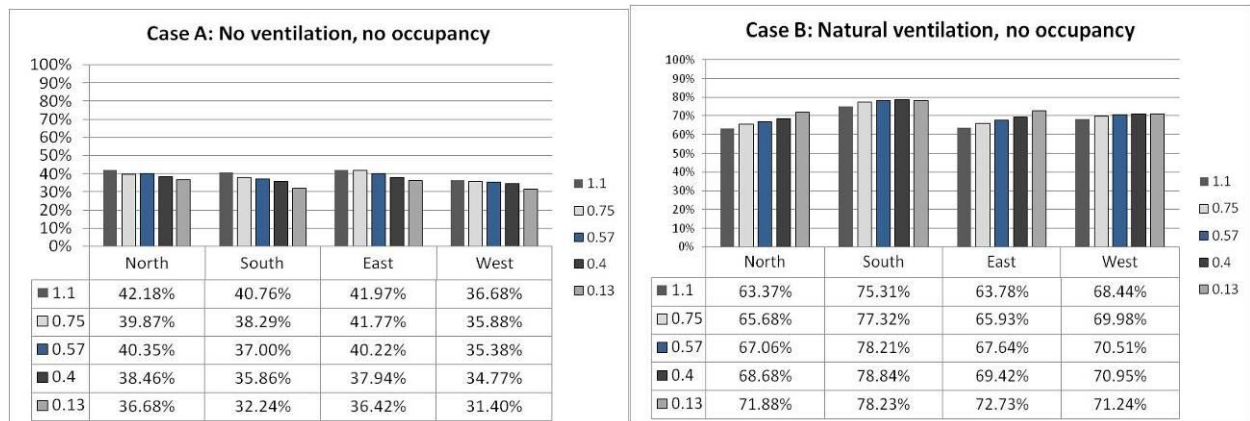 Case A: No ventilation, no occupancy
100%
90%
80%
70%
60%
50%
40%
30%
20%
10%
0%
1.1
0.75
0.57
0.4
0.13
North South East West
1.1 42.18% 40.76% 41.97% 36.68%
0.75 39.87% 38.29% 41.77% 35.88%
0.57 40.35% 37.00% 40.22% 35.38%
0.4 38.46% 35.86% 37.94% 34.77%
0.13 36.68% 32.24% 36.42% 31.40%
Case B: Natural ventilation, no occupancy
100%
90%
80%
70%
60%
50%
40%
30%
20%
10%
0%
1.1
0.75
0.57
0.4
0.13
North South East West
1.1 63.37% 75.31% 63.78% 68.44%
0.75 65.68% 77.32% 65.93% 69.98%
0.57 67.06% 78.21% 67.64% 70.51%
0.4 68.68% 78.84% 69.42% 70.95%
0.13 71.88% 78.23% 72.73% 71.24%